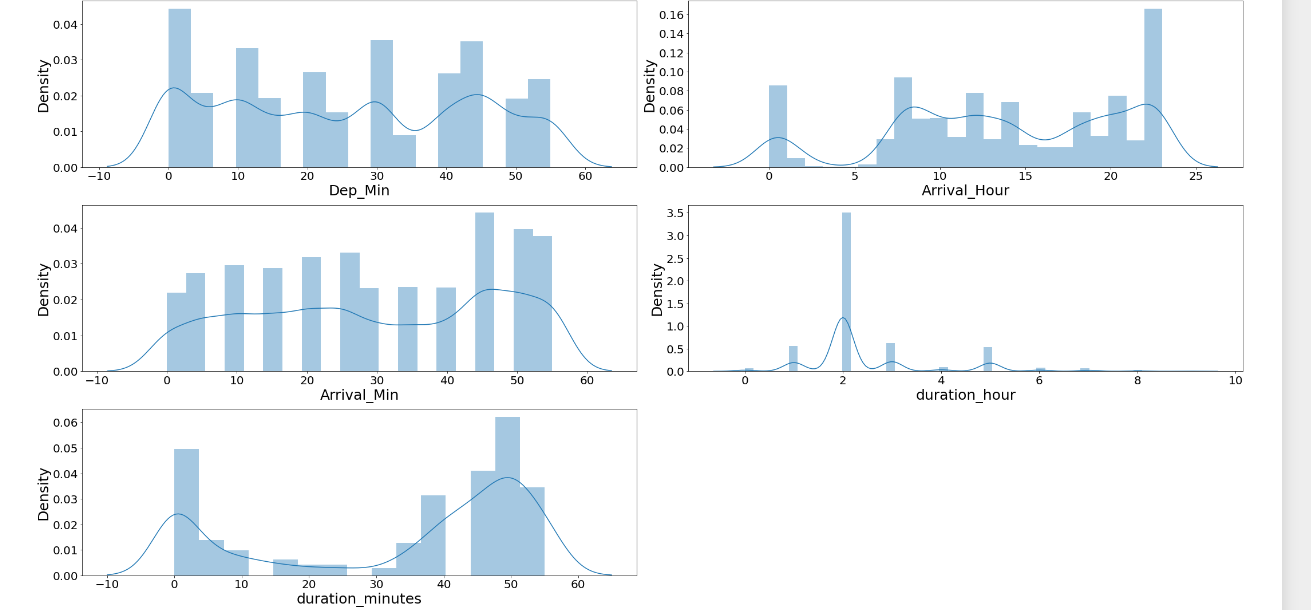 Density
0.04
0.03
0.02
0.01
0.00
−10 0 10 20 30 40 50 60
Dep_Min
Density
0.16
0.14
0.12
0.10
0.08
0.06
0.04
0.02
0.00
0 5 10 15 20 25
Arrival_Hour
Density
0.04
0.03
0.02
0.01
0.00
−10 0 10 20 30 40 50 60
Arrival_Min
Density
3.5
3.0
2.5
2.0
1.5
1.0
0.5
0.0
0 2 4 6 8 10
duration_hour
Density
0.06
0.05
0.04
0.03
0.02
0.01
0.00
−10 0 10 20 30 40 50 60
duration_minutes